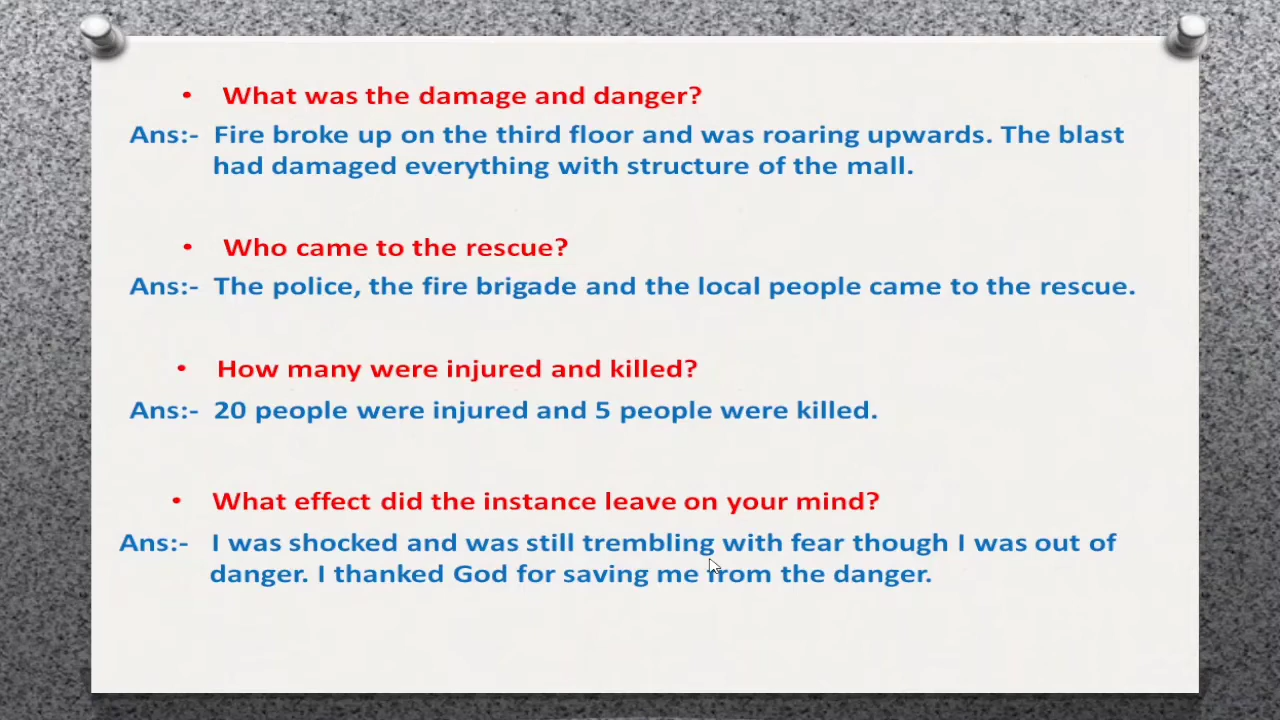 • What was the damage and danger?
Ans:- Fire broke up on the third floor and was roaring upwards. The blast
had damaged everything with structure of the mall.
• Who came to the rescue?
Ans:- The police, the fire brigade and the local people came to the rescue.
• How many were injured and killed?
Ans:- 20 people were injured and 5 people were killed.
• What effect did the instance leave on your mind?
Ans:- I was shocked and was still trembling with fear though I was out of
danger. I thanked God for saving me from the danger.